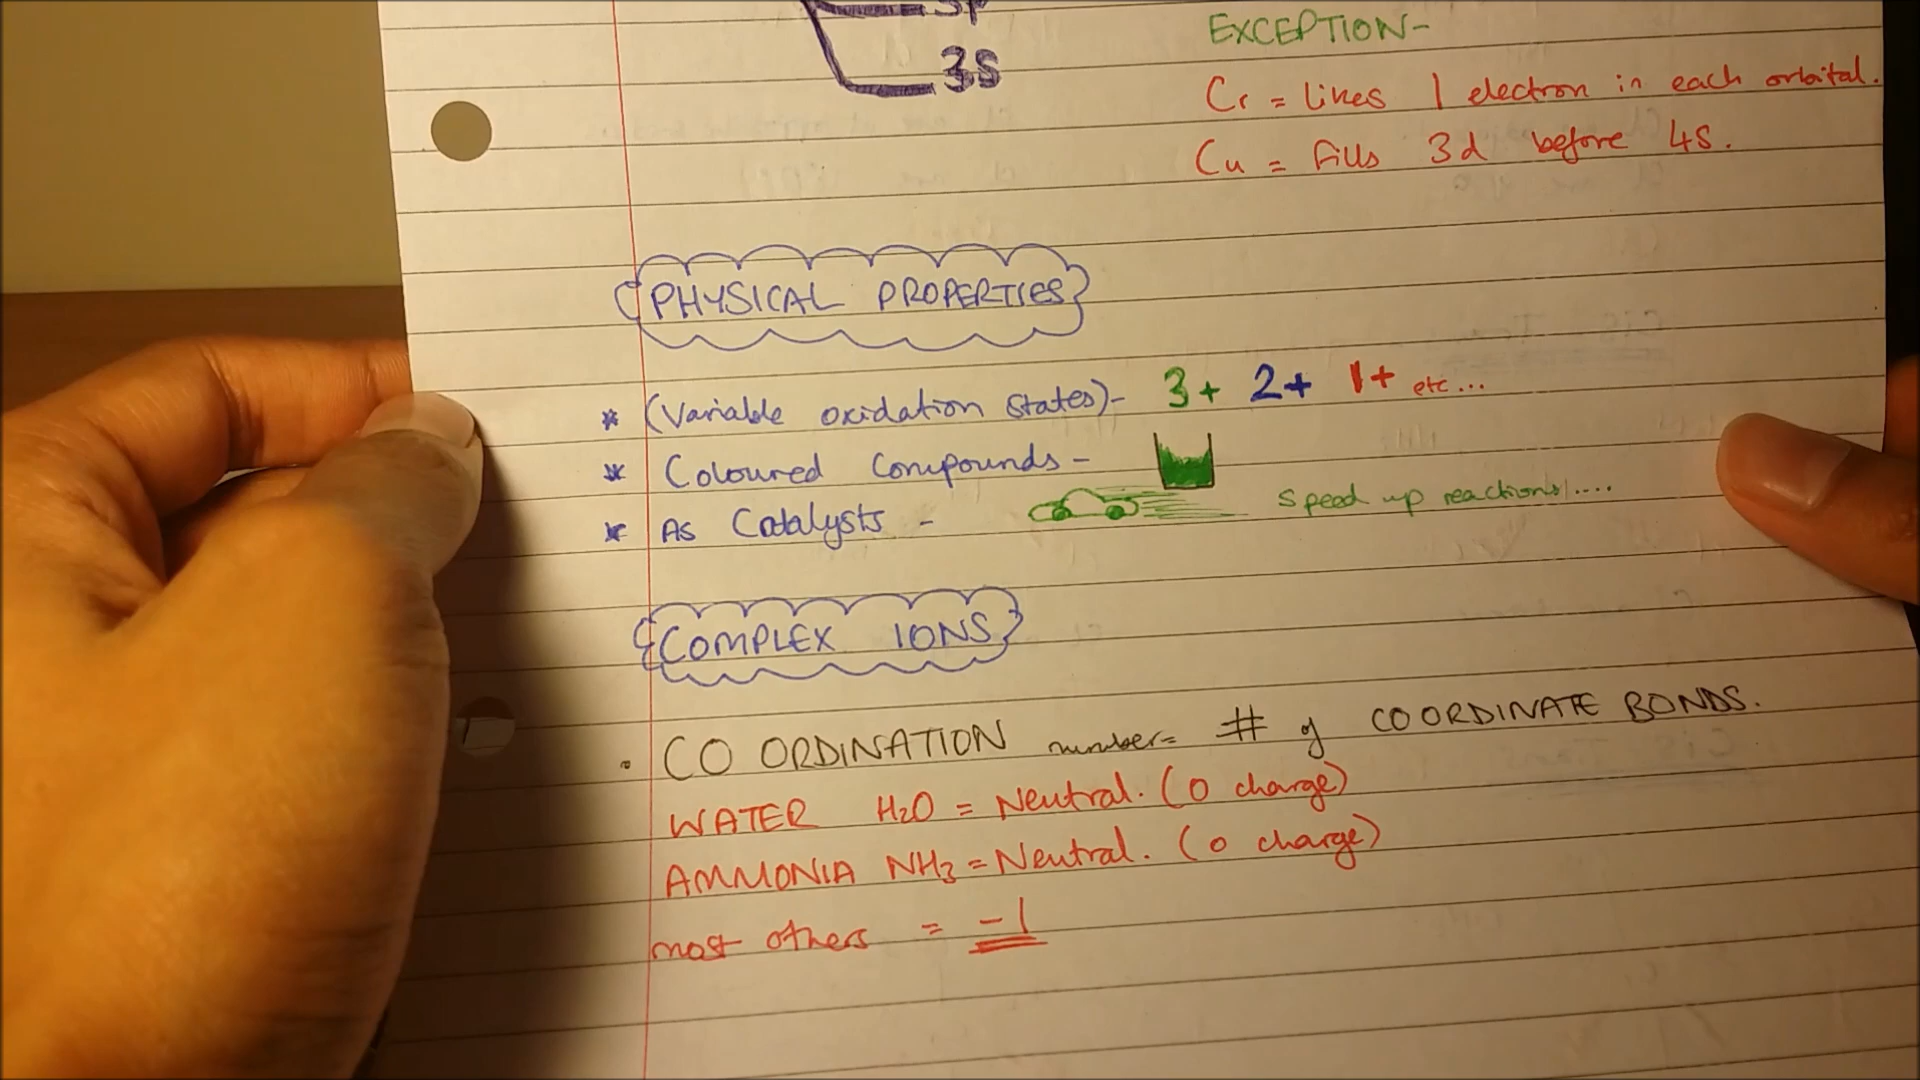 3p
3s
EXCEPTION-
Cr = likes 1 electron in each orbital.
Cu = fills 3d before 4s.
PHYSICAL PROPERTIES
* (Variable oxidation states)- 3+ 2+ 1+ etc...
* Coloured Compounds -
* As Catalysts - speed up reactions....
COMPLEX IONS
• CO ORDINATION number = # of COORDINATE BONDS.
WATER H2O = Neutral. (0 charge)
AMMONIA NH3 = Neutral. (0 charge)
most others = -1